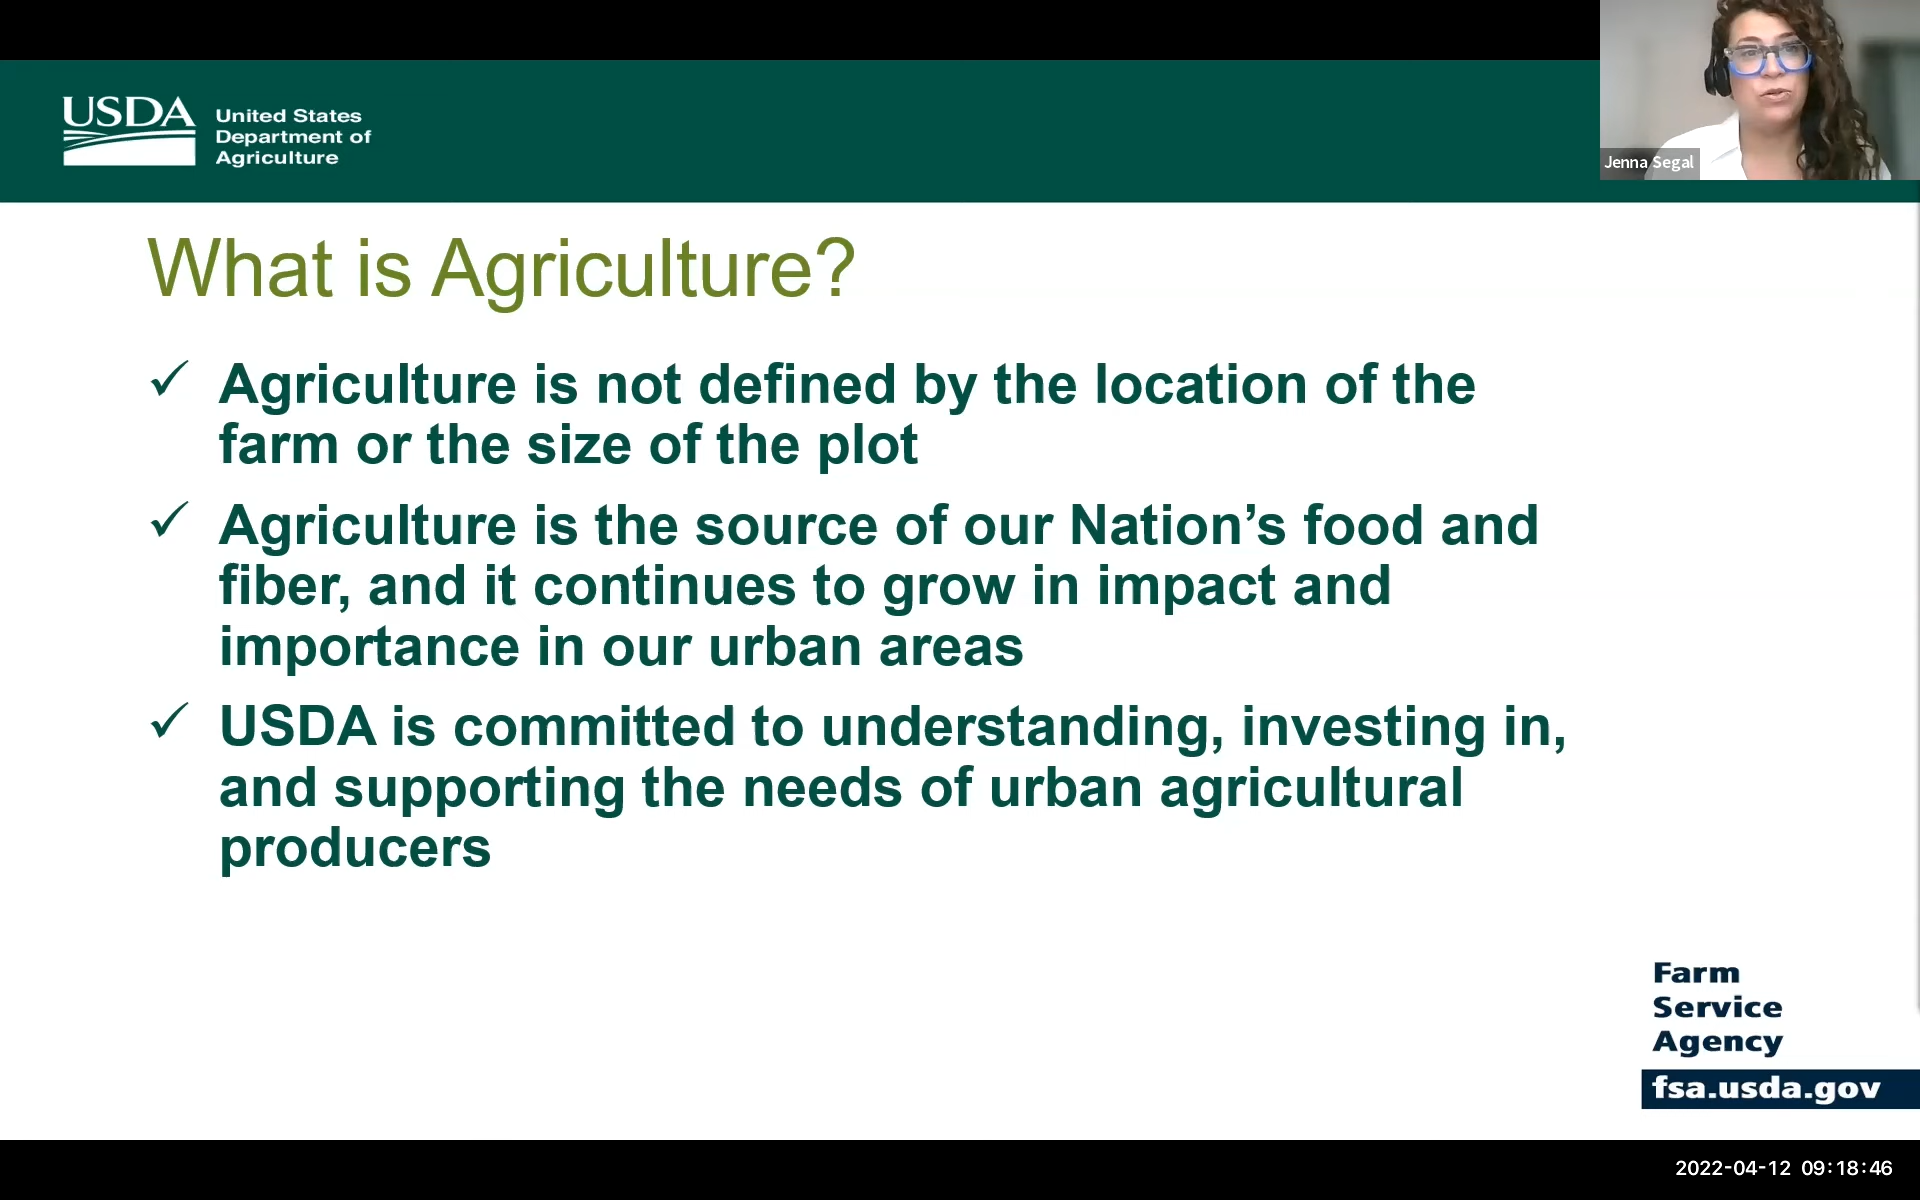 USDA
United States
Department of
Agriculture
Jenna Segal
What is Agriculture?
✓ Agriculture is not defined by the location of the
farm or the size of the plot
✓ Agriculture is the source of our Nation’s food and
fiber, and it continues to grow in impact and
importance in our urban areas
✓ USDA is committed to understanding, investing in,
and supporting the needs of urban agricultural
producers
Farm
Service
Agency
fsa.usda.gov
2022-04-12 09:18:46